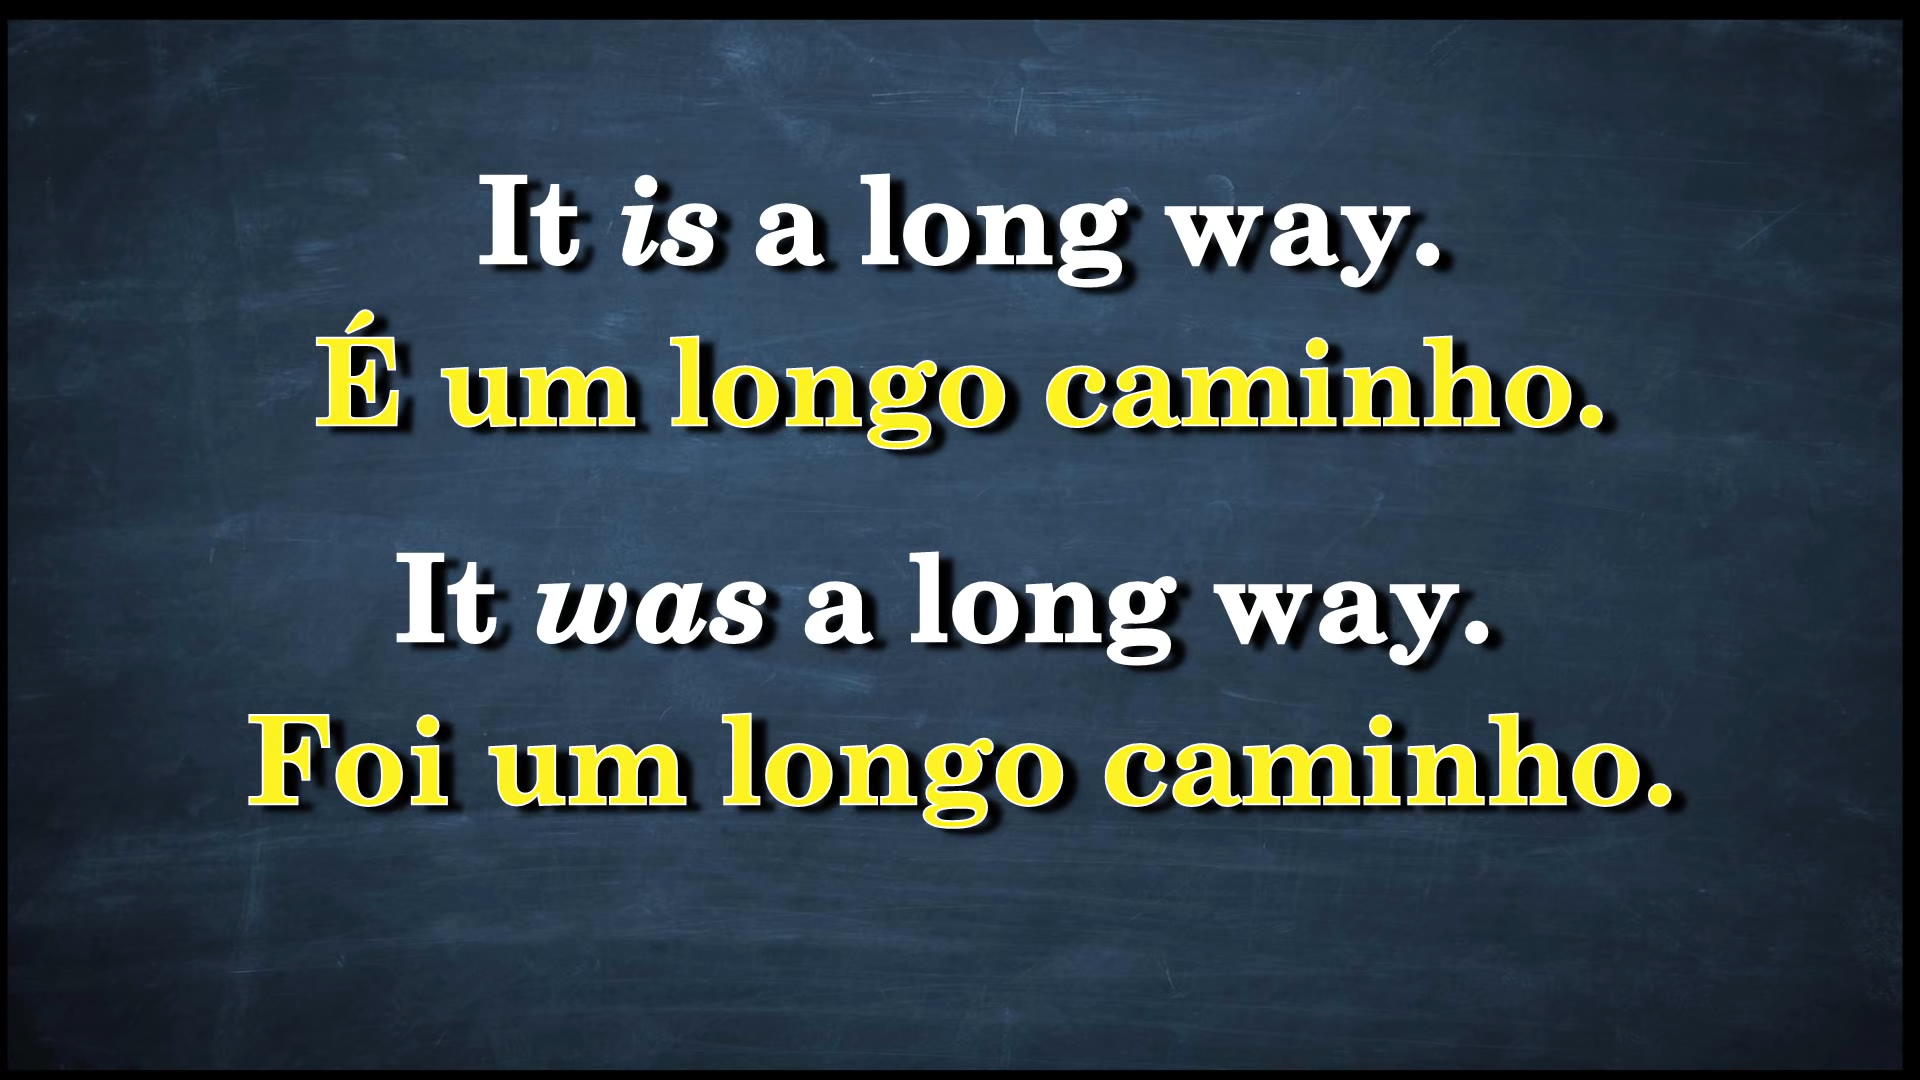 It is a long way.
É um longo caminho.
It was a long way.
Foi um longo caminho.